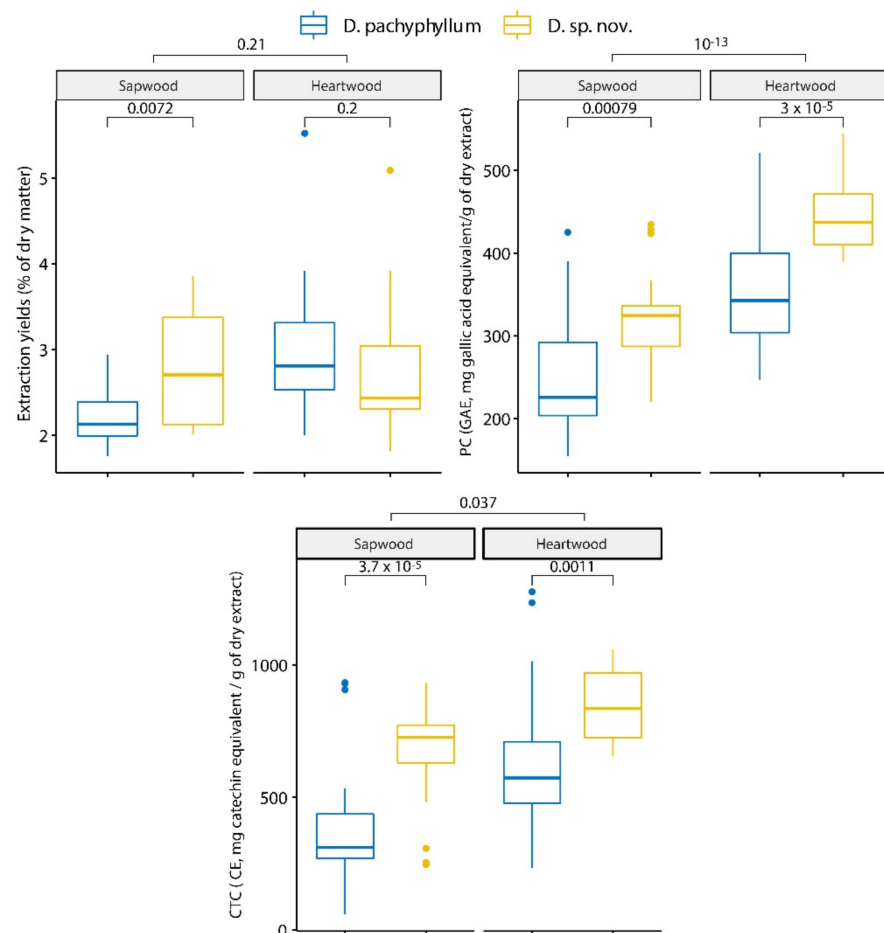 D. pachyphyllum D. sp. nov.
0.21
Sapwood Heartwood
0.0072 0.2
Extraction yields (% of dry matter)
5
4
3
2
10-13
Sapwood Heartwood
0.00079 3 x 10-5
PC (GAE, mg gallic acid equivalent/g of dry extract)
500
400
300
200
0.037
Sapwood Heartwood
3.7 x 10-5 0.0011
CTC ( CE, mg catechin equivalent / g of dry extract)
1000
500
0